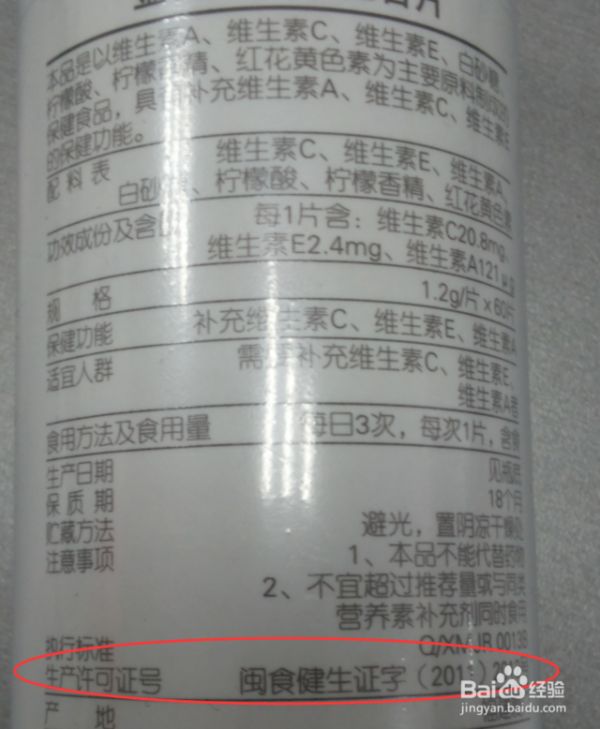 本品是以维生素A、维生素C、维生素E、白砂糖、
柠檬酸、柠檬香精、红花黄色素为主要原料制成的
保健食品，具有补充维生素A、维生素C、维生素E
的保健功能。
配料表 维生素C、维生素E、维生素A、
白砂糖、柠檬酸、柠檬香精、红花黄色素
功效成份及含量 每1片含：维生素C20.8mg、
维生素E2.4mg、维生素A121μg
规格 1.2g/片x60片
保健功能 补充维生素C、维生素E、维生素A
适宜人群 需要补充维生素C、维生素E、
维生素A者
食用方法及食用量 每日3次，每次1片，含食
生产日期 见瓶底
保质期 18个月
贮藏方法 避光，置阴凉干燥处
注意事项 1、本品不能代替药物
2、不宜超过推荐量或与同类
营养素补充剂同时食用
执行标准 Q/XMJR
生产许可证号 闽食健生证字
产地
Bai du 经验
jingyan.baidu.com